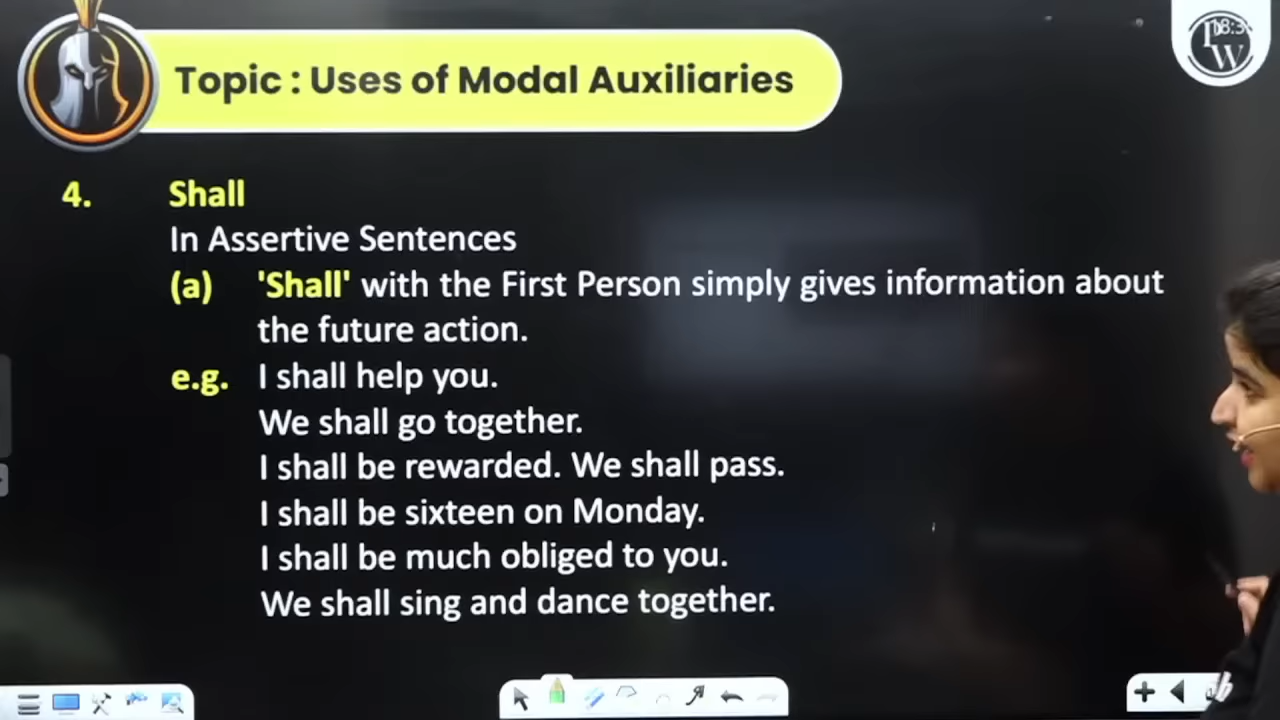 Topic : Uses of Modal Auxiliaries
4. Shall
In Assertive Sentences
(a) 'Shall' with the First Person simply gives information about
the future action.
e.g. I shall help you.
We shall go together.
I shall be rewarded. We shall pass.
I shall be sixteen on Monday.
I shall be much obliged to you.
We shall sing and dance together.
PW